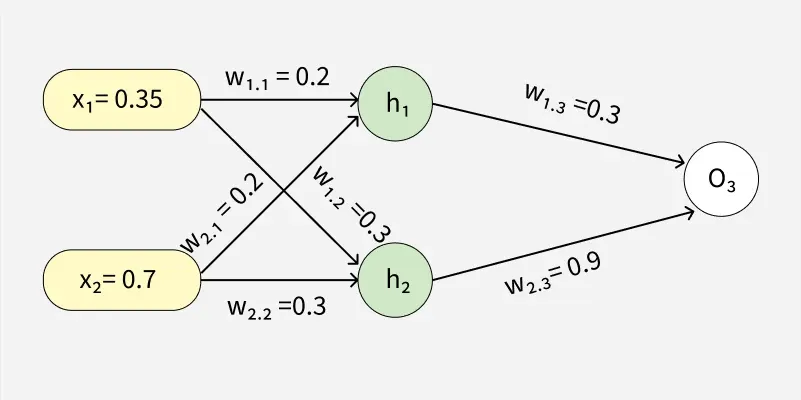 w₁.₁ = 0.2
x₁= 0.35
h₁
w₁.₃ =0.3
w₂.₁ = 0.2
w₁.₂ =0.3
O₃
x₂= 0.7
h₂
w₂.₂ =0.3
w₂.₃= 0.9